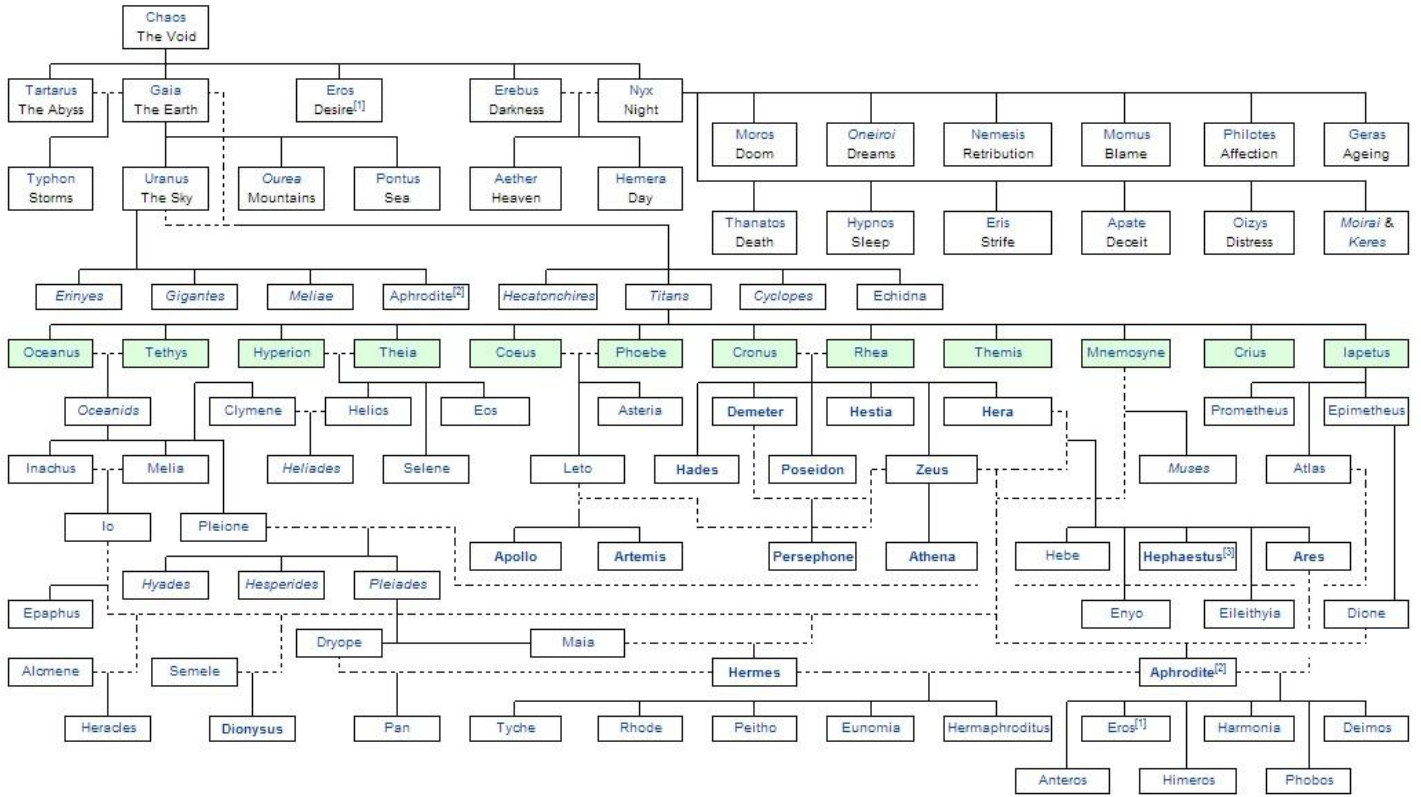 Chaos
The Void
Tartarus
The Abyss
Gaia
The Earth
Eros
Desire[1]
Erebus
Darkness
Nyx
Night
Moros
Doom
Oneiroi
Dreams
Nemesis
Retribution
Momus
Blame
Philotes
Affection
Geras
Ageing
Typhon
Storms
Uranus
The Sky
Ourea
Mountains
Pontus
Sea
Aether
Heaven
Hemera
Day
Thanatos
Death
Hypnos
Sleep
Eris
Strife
Apate
Deceit
Oizys
Distress
Moirai &
Keres
Erinyes
Gigantes
Meliae
Aphrodite[2]
Hecatonchires
Titans
Cyclopes
Echidna
Oceanus
Tethys
Hyperion
Theia
Coeus
Phoebe
Cronus
Rhea
Themis
Mnemosyne
Crius
Iapetus
Oceanids
Clymene
Helios
Eos
Asteria
Demeter
Hestia
Hera
Prometheus
Epimetheus
Inachus
Melia
Heliades
Selene
Leto
Hades
Poseidon
Zeus
Muses
Atlas
Io
Pleione
Apollo
Artemis
Persephone
Athena
Hebe
Hephaestus[3]
Ares
Hyades
Hesperides
Pleiades
Epaphus
Enyo
Eileithyia
Dione
Dryope
Maia
Alcmene
Semele
Hermes
Aphrodite[2]
Heracles
Dionysus
Pan
Tyche
Rhode
Peitho
Eunomia
Hermaphroditus
Eros[1]
Harmonia
Deimos
Anteros
Himeros
Phobos